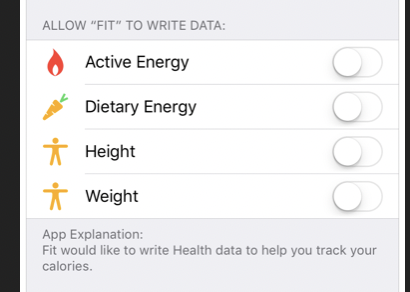 ALLOW “FIT” TO WRITE DATA:
Active Energy
Dietary Energy
Height
Weight
App Explanation:
Fit would like to write Health data to help you track your
calories.